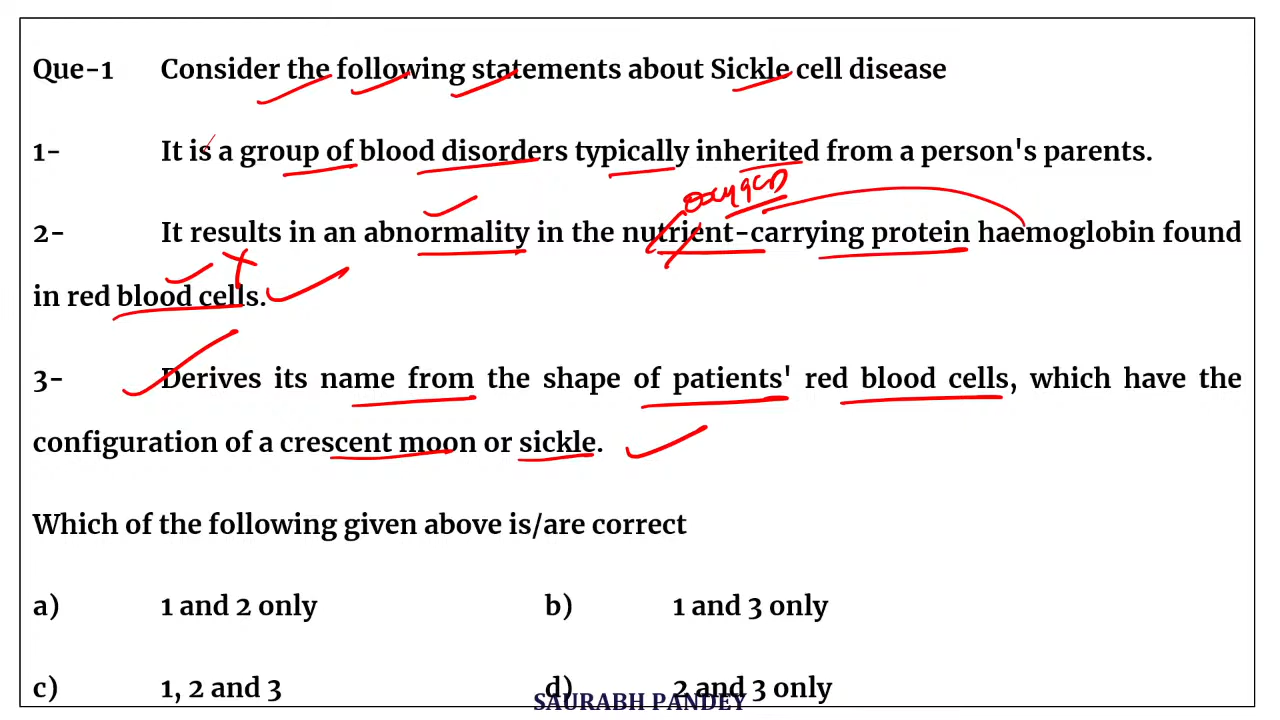 Que-1 Consider the following statements about Sickle cell disease
1- It is a group of blood disorders typically inherited from a person's parents.
oxygen
2- It results in an abnormality in the nutrient-carrying protein haemoglobin found
in red blood cells.
3- Derives its name from the shape of patients' red blood cells, which have the
configuration of a crescent moon or sickle.
Which of the following given above is/are correct
a) 1 and 2 only b) 1 and 3 only
c) 1, 2 and 3 d) 2 and 3 only
SAURABH PANDEY